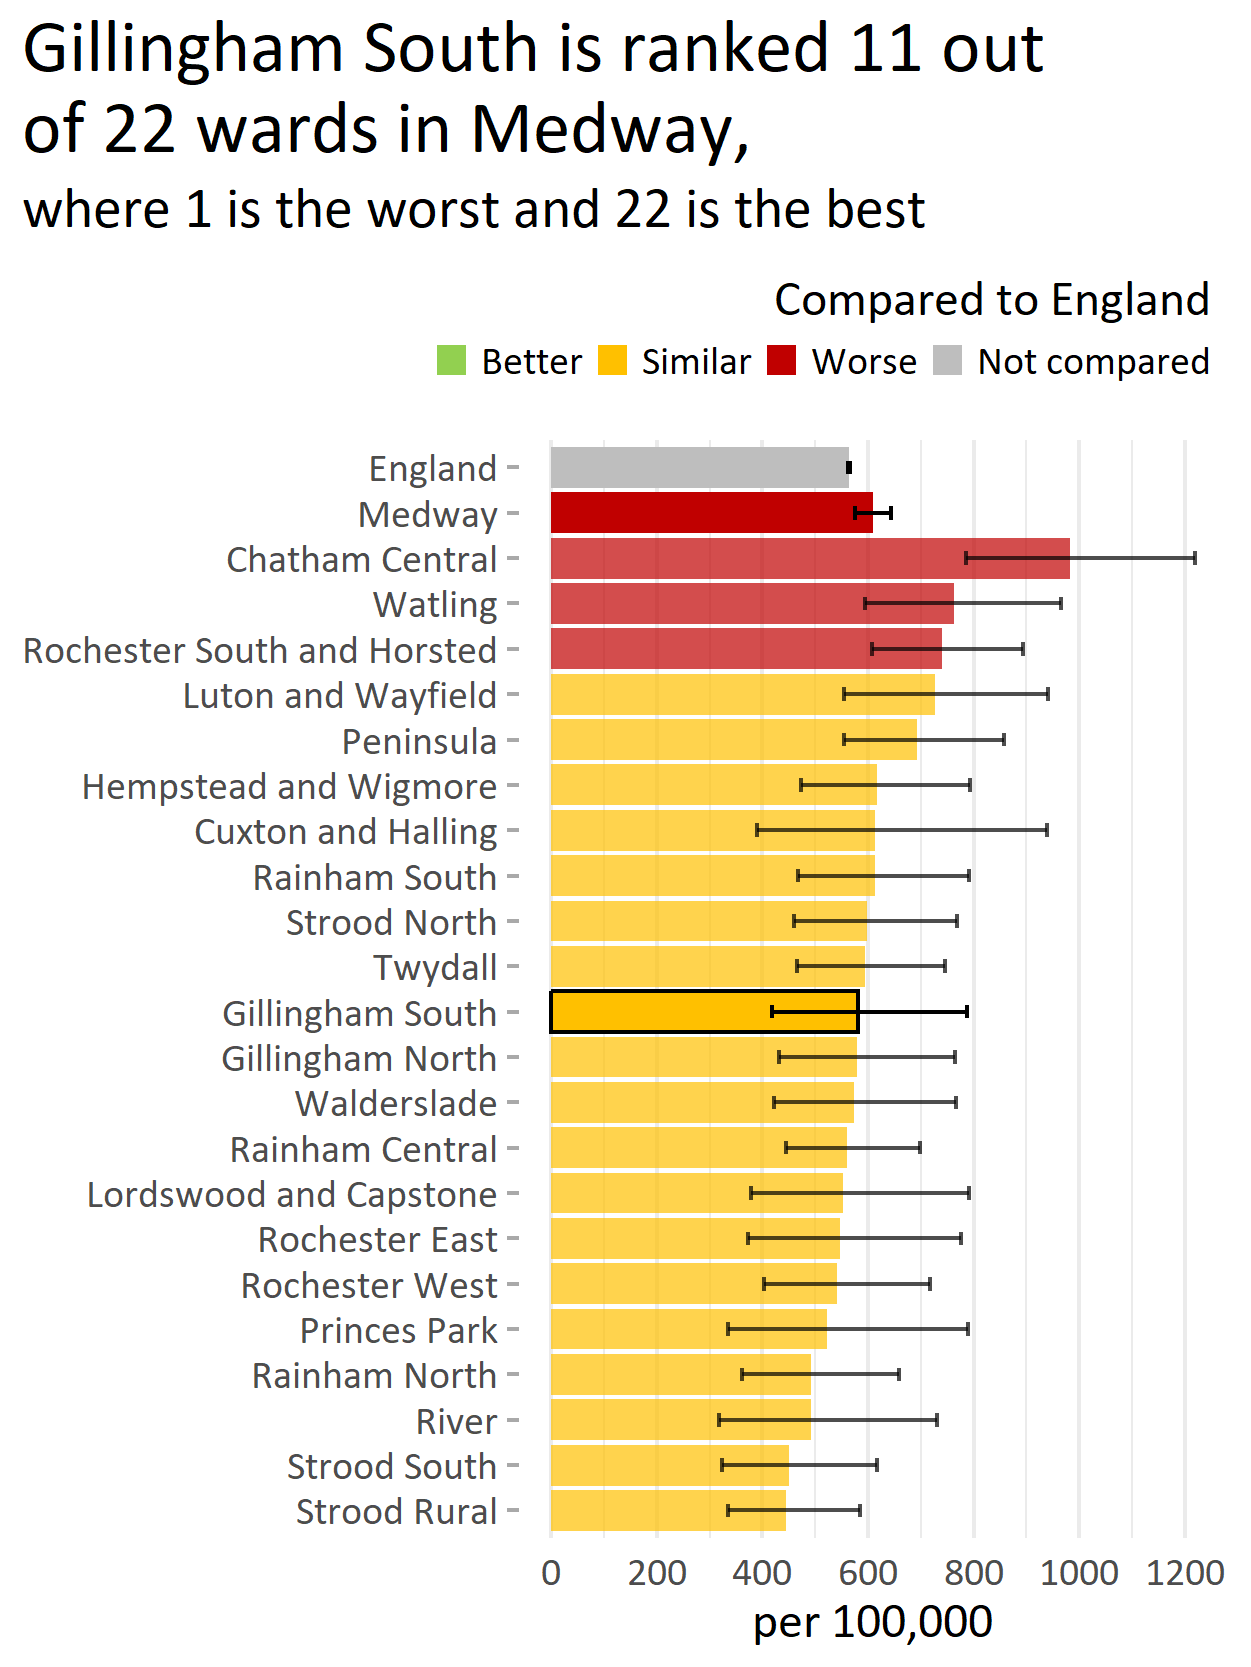 Gillingham South is ranked 11 out
of 22 wards in Medway,
where 1 is the worst and 22 is the best
Compared to England
Better Similar Worse Not compared
England
Medway
Chatham Central
Watling
Rochester South and Horsted
Luton and Wayfield
Peninsula
Hempstead and Wigmore
Cuxton and Halling
Rainham South
Strood North
Twydall
Gillingham South
Gillingham North
Walderslade
Rainham Central
Lordswood and Capstone
Rochester East
Rochester West
Princes Park
Rainham North
River
Strood South
Strood Rural
0 200 400 600 800 1000 1200
per 100,000